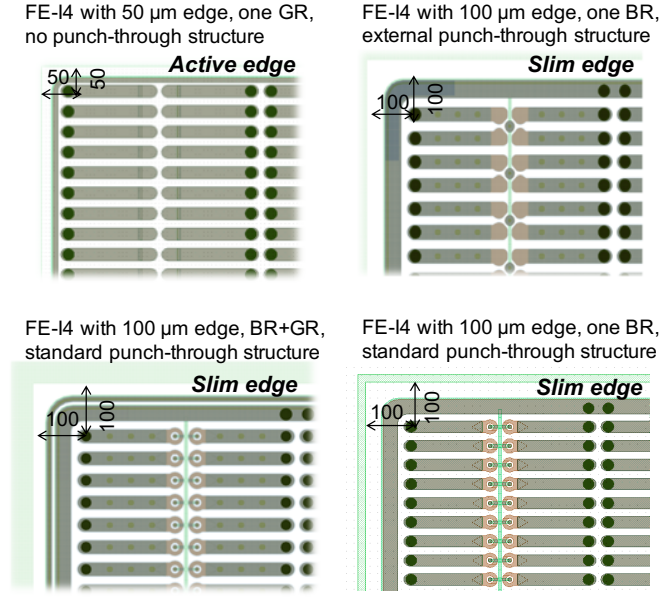 FE-I4 with 50 µm edge, one GR,
no punch-through structure
Active edge
50
50
FE-I4 with 100 µm edge, one BR,
external punch-through structure
Slim edge
100
100
FE-I4 with 100 µm edge, BR+GR,
standard punch-through structure
Slim edge
100
100
FE-I4 with 100 µm edge, one BR,
standard punch-through structure
Slim edge
100
100